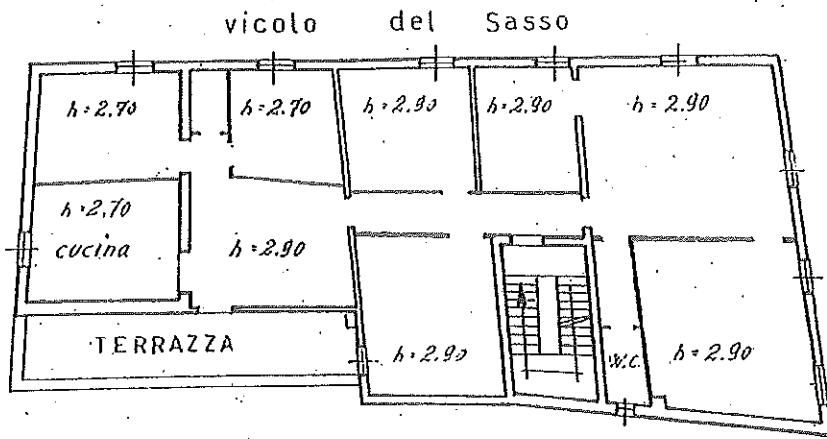 vicolo del Sasso
h=2.70
h=2.70
h=2.90
h=2.90
h=2.90
h=2.70
cucina
h=2.90
TERRAZZA
h=2.90
W.C.
h=2.90